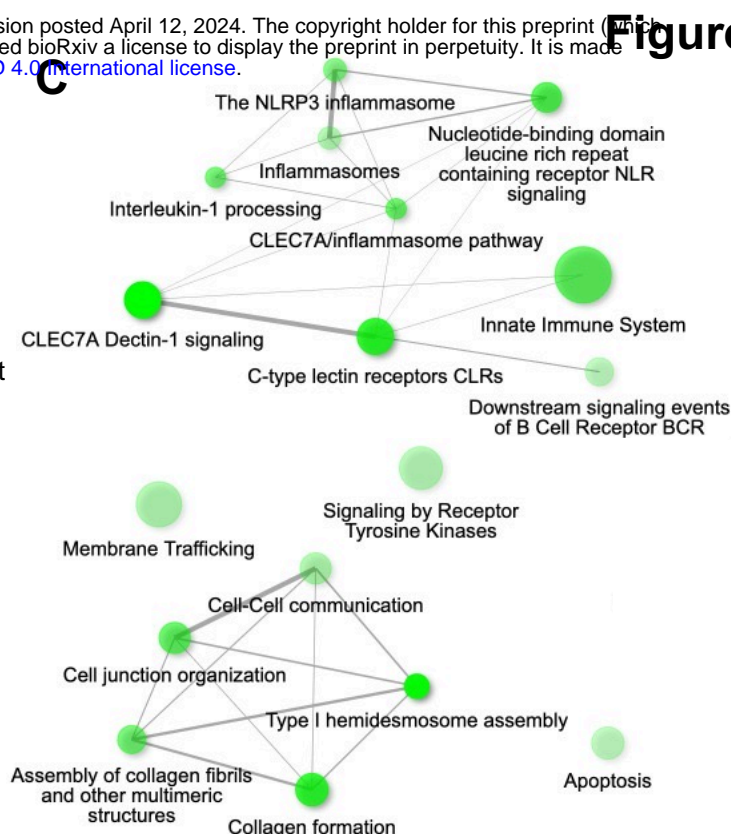 sion posted April 12, 2024. The copyright holder for this preprint (which
ed bioRxiv a license to display the preprint in perpetuity. It is made
0 4.0 International license.
Figure
C
The NLRP3 inflammasome
Nucleotide-binding domain
leucine rich repeat
containing receptor NLR
signaling
Inflammasomes
Interleukin-1 processing
CLEC7A/inflammasome pathway
Innate Immune System
CLEC7A Dectin-1 signaling
t
C-type lectin receptors CLRs
Downstream signaling events
of B Cell Receptor BCR
Signaling by Receptor
Tyrosine Kinases
Membrane Trafficking
Cell-Cell communication
Cell junction organization
Type I hemidesmosome assembly
Assembly of collagen fibrils
and other multimeric
structures
Apoptosis
Collagen formation